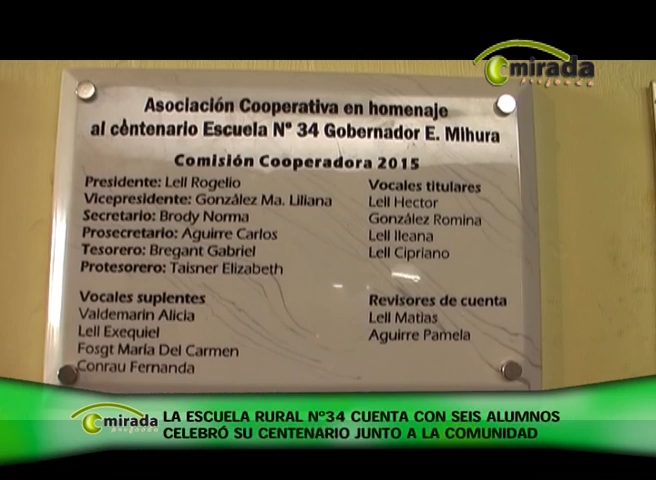 mirada
Asociación Cooperativa en homenaje
al centenario Escuela Nº 34 Gobernador E. Mihura
Comisión Cooperadora 2015
Presidente: Lell Rogelio
Vicepresidente: González Ma. Liliana
Secretario: Brody Norma
Prosecretario: Aguirre Carlos
Tesorero: Bregant Gabriel
Protesorero: Taisner Elizabeth
Vocales titulares
Lell Hector
González Romina
Lell Ileana
Lell Cipriano
Vocales suplentes
Valdemarin Alicia
Lell Exequiel
Fosgt María Del Carmen
Conrau Fernanda
Revisores de cuenta
Lell Matias
Aguirre Pamela
mirada
LA ESCUELA RURAL Nº34 CUENTA CON SEIS ALUMNOS
CELEBRÓ SU CENTENARIO JUNTO A LA COMUNIDAD